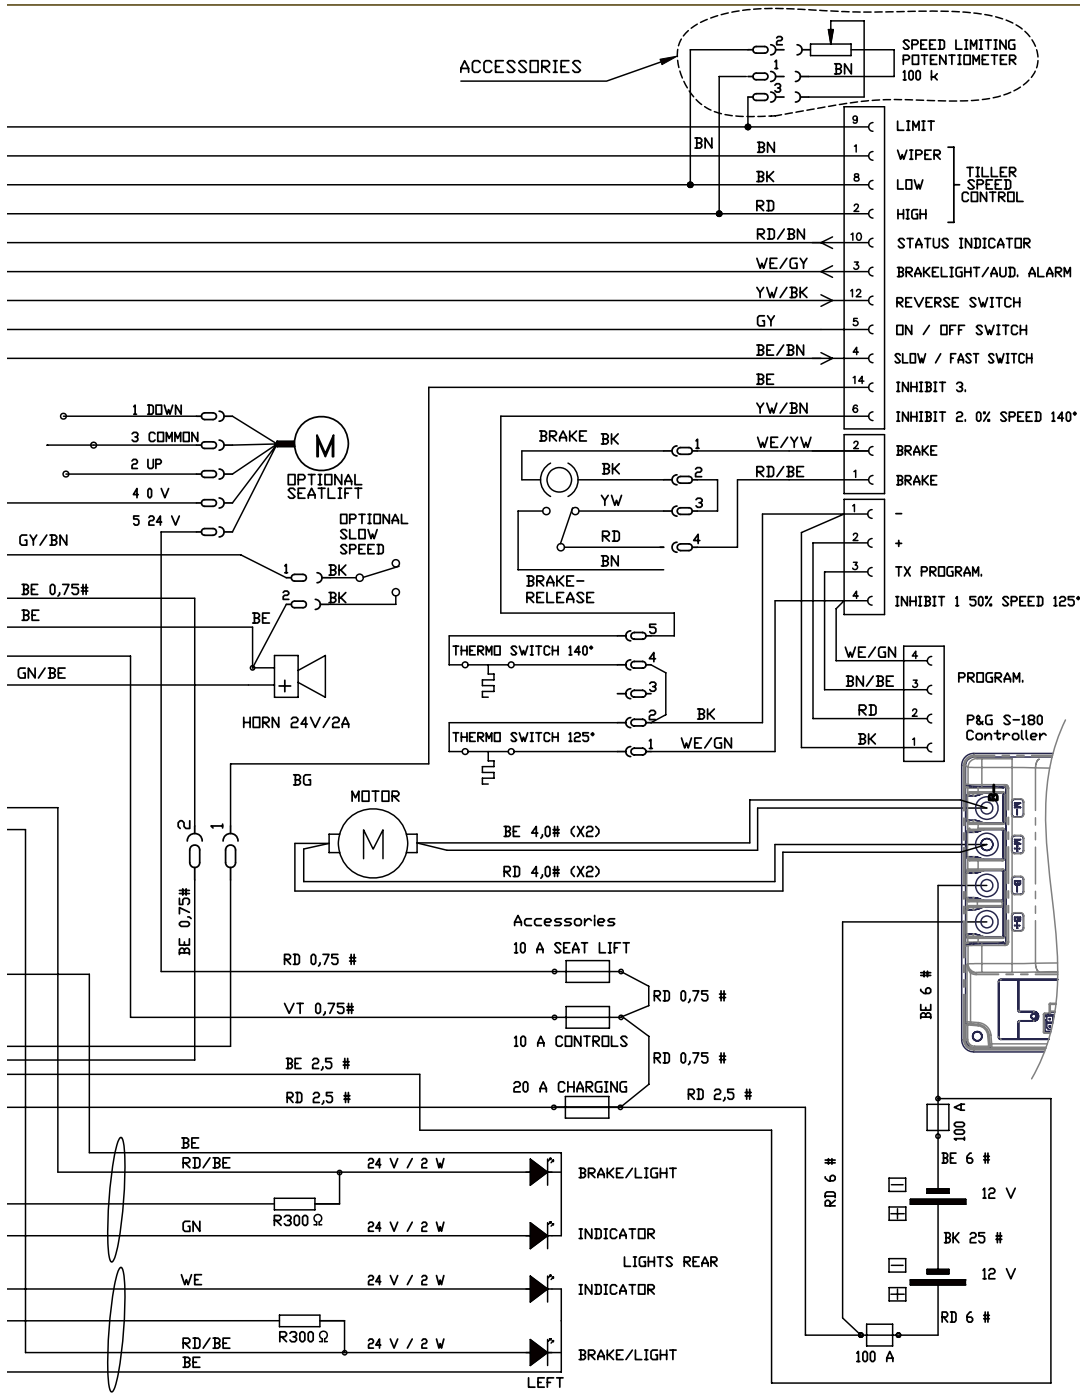 ACCESSORIES
2
1
3
BN
SPEED LIMITING
POTENTIOMETER
100 k
BN
9 LIMIT
BN 1 WIPER
BK 8 LOW
RD 2 HIGH
TILLER
SPEED
CONTROL
RD/BN 10 STATUS INDICATOR
WE/GY 3 BRAKELIGHT/AUD. ALARM
YW/BK 12 REVERSE SWITCH
GY 5 ON / OFF SWITCH
BE/BN 4 SLOW / FAST SWITCH
BE 14 INHIBIT 3.
YW/BN 6 INHIBIT 2. 0% SPEED 140°
1 DOWN
3 COMMON
2 UP
4 0 V
5 24 V
M
OPTIONAL
SEATLIFT
BRAKE
BK 1 WE/YW 2 BRAKE
BK 2 RD/BE 1 BRAKE
YW 3
RD 4
BN
BRAKE-
RELEASE
1 -
2 +
3 TX PROGRAM.
4 INHIBIT 1 50% SPEED 125°
OPTIONAL
SLOW
SPEED
GY/BN
1 BK
2 BK
BE 0,75#
BE
BE
GN/BE
+
HORN 24V/2A
5
THERMO SWITCH 140°
4
3
2 BK
THERMO SWITCH 125°
1 WE/GN
WE/GN 4
BN/BE 3
RD 2
BK 1
PROGRAM.
P&G S-180
Controller
M-
M+
B-
B+
BG
MOTOR
M
BE 4,0# (X2)
RD 4,0# (X2)
2
1
BE 0,75#
Accessories
10 A SEAT LIFT
RD 0,75 #
RD 0,75 #
VT 0,75#
10 A CONTROLS
RD 0,75 #
BE 2,5 #
20 A CHARGING
RD 2,5 #
RD 2,5 #
BE 6 #
100 A
BE 6 #
RD 6 #
-
+
12 V
BK 25 #
-
+
12 V
RD 6 #
100 A
BE
RD/BE 24 V / 2 W BRAKE/LIGHT
R300 Ω
GN 24 V / 2 W INDICATOR
LIGHTS REAR
WE 24 V / 2 W INDICATOR
R300 Ω
RD/BE 24 V / 2 W BRAKE/LIGHT
BE
LEFT